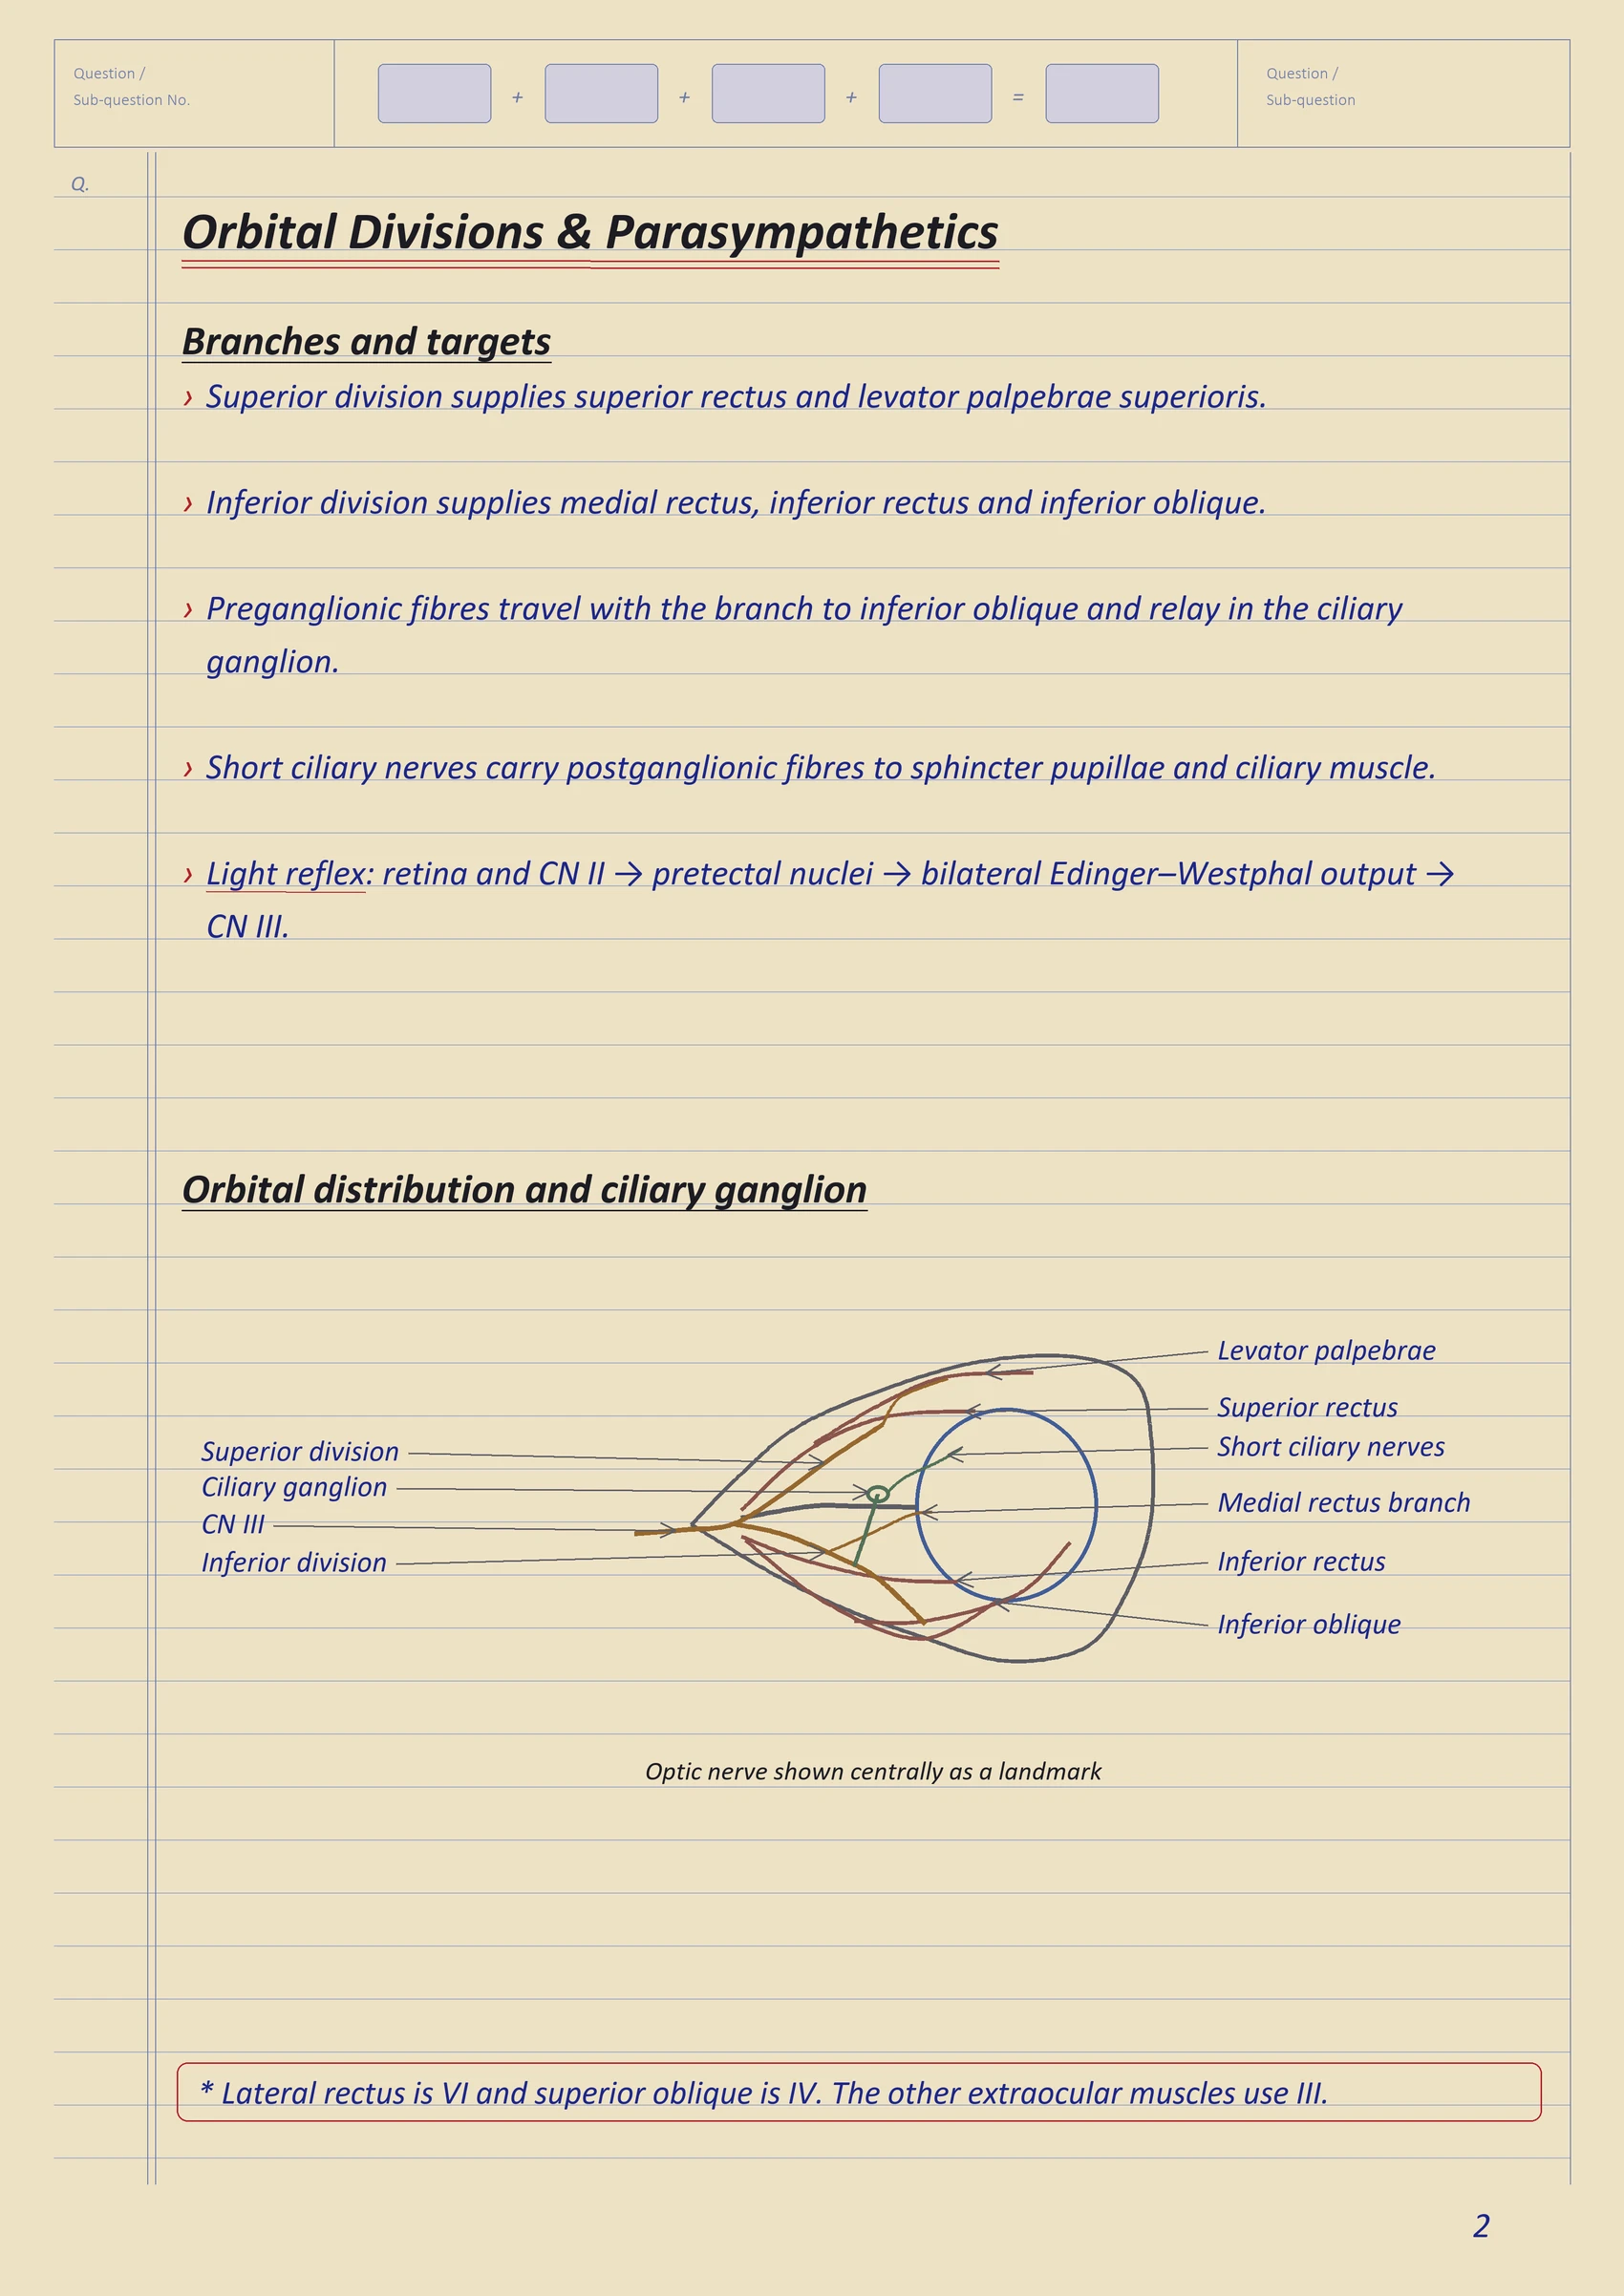 Question /
Sub-question No.
+ + + =
Question /
Sub-question
Q.
Orbital Divisions & Parasympathetics
Branches and targets
› Superior division supplies superior rectus and levator palpebrae superioris.
› Inferior division supplies medial rectus, inferior rectus and inferior oblique.
› Preganglionic fibres travel with the branch to inferior oblique and relay in the ciliary
ganglion.
› Short ciliary nerves carry postganglionic fibres to sphincter pupillae and ciliary muscle.
› Light reflex: retina and CN II → pretectal nuclei → bilateral Edinger–Westphal output →
CN III.
Orbital distribution and ciliary ganglion
Superior division
Ciliary ganglion
CN III
Inferior division
Levator palpebrae
Superior rectus
Short ciliary nerves
Medial rectus branch
Inferior rectus
Inferior oblique
Optic nerve shown centrally as a landmark
* Lateral rectus is VI and superior oblique is IV. The other extraocular muscles use III.
2